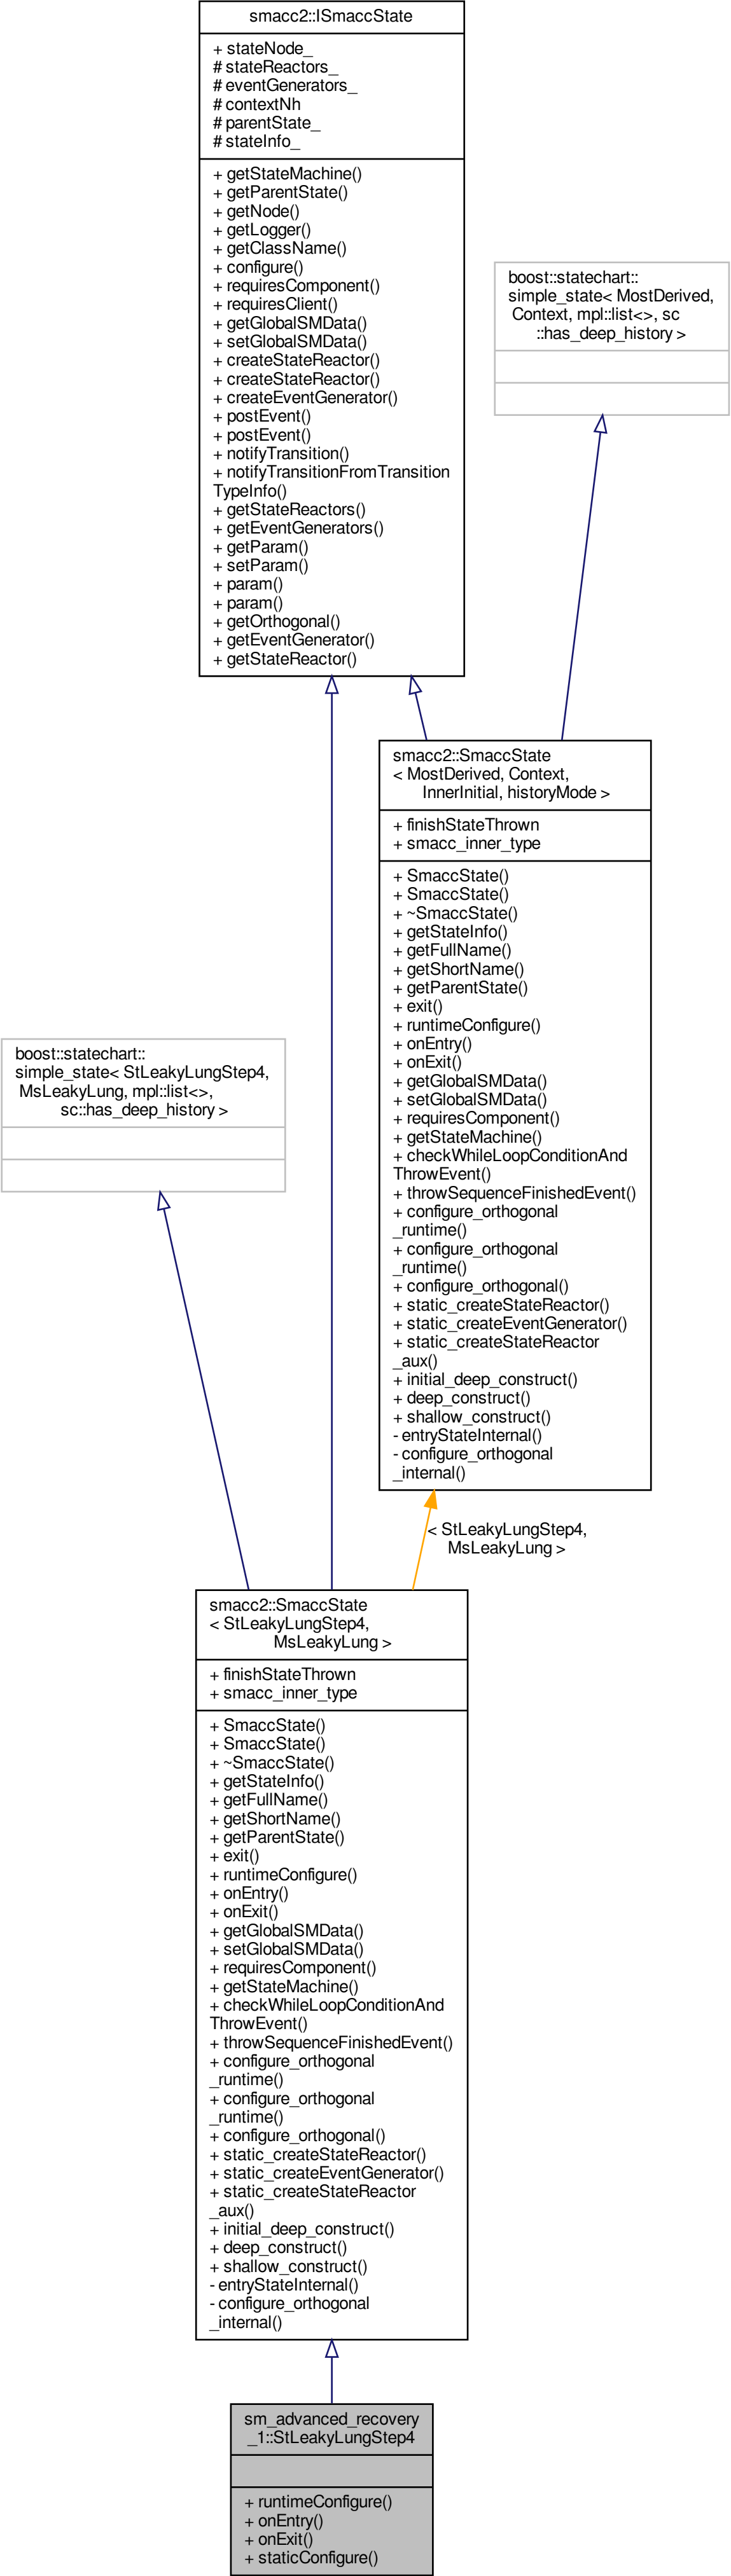 smacc2::ISmaccState
+ stateNode_
# stateReactors_
# eventGenerators_
# contextNh
# parentState_
# stateInfo_
+ getStateMachine()
+ getParentState()
+ getNode()
+ getLogger()
+ getClassName()
+ configure()
+ requiresComponent()
+ requiresClient()
+ getGlobalSMData()
+ setGlobalSMData()
+ createStateReactor()
+ createStateReactor()
+ createEventGenerator()
+ postEvent()
+ postEvent()
+ notifyTransition()
+ notifyTransitionFromTransition
TypeInfo()
+ getStateReactors()
+ getEventGenerators()
+ getParam()
+ setParam()
+ param()
+ param()
+ getOrthogonal()
+ getEventGenerator()
+ getStateReactor()
boost::statechart::
simple_state< MostDerived,
Context, mpl::list<>, sc
::has_deep_history >
smacc2::SmaccState
< MostDerived, Context,
InnerInitial, historyMode >
+ finishStateThrown
+ smacc_inner_type
+ SmaccState()
+ SmaccState()
+ ~SmaccState()
+ getStateInfo()
+ getFullName()
+ getShortName()
+ getParentState()
+ exit()
+ runtimeConfigure()
+ onEntry()
+ onExit()
+ getGlobalSMData()
+ setGlobalSMData()
+ requiresComponent()
+ getStateMachine()
+ checkWhileLoopConditionAnd
ThrowEvent()
+ throwSequenceFinishedEvent()
+ configure_orthogonal
_runtime()
+ configure_orthogonal
_runtime()
+ configure_orthogonal()
+ static_createStateReactor()
+ static_createEventGenerator()
+ static_createStateReactor
_aux()
+ initial_deep_construct()
+ deep_construct()
+ shallow_construct()
- entryStateInternal()
- configure_orthogonal
_internal()
boost::statechart::
simple_state< StLeakyLungStep4,
MsLeakyLung, mpl::list<>,
sc::has_deep_history >
< StLeakyLungStep4,
MsLeakyLung >
smacc2::SmaccState
< StLeakyLungStep4,
MsLeakyLung >
+ finishStateThrown
+ smacc_inner_type
+ SmaccState()
+ SmaccState()
+ ~SmaccState()
+ getStateInfo()
+ getFullName()
+ getShortName()
+ getParentState()
+ exit()
+ runtimeConfigure()
+ onEntry()
+ onExit()
+ getGlobalSMData()
+ setGlobalSMData()
+ requiresComponent()
+ getStateMachine()
+ checkWhileLoopConditionAnd
ThrowEvent()
+ throwSequenceFinishedEvent()
+ configure_orthogonal
_runtime()
+ configure_orthogonal
_runtime()
+ configure_orthogonal()
+ static_createStateReactor()
+ static_createEventGenerator()
+ static_createStateReactor
_aux()
+ initial_deep_construct()
+ deep_construct()
+ shallow_construct()
- entryStateInternal()
- configure_orthogonal
_internal()
sm_advanced_recovery
_1::StLeakyLungStep4
+ runtimeConfigure()
+ onEntry()
+ onExit()
+ staticConfigure()